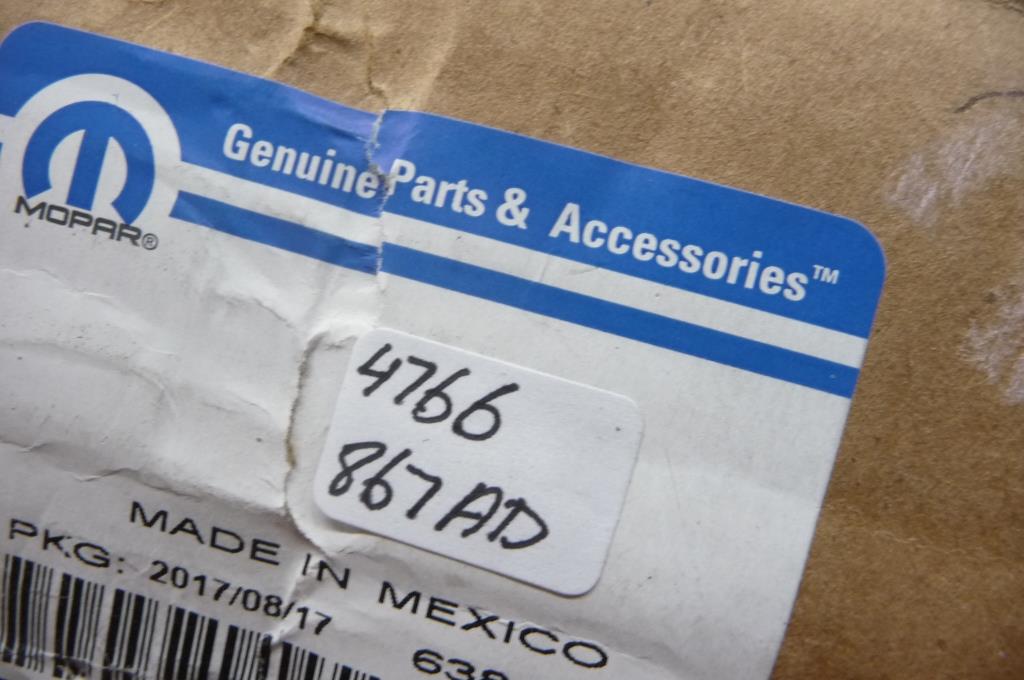 Genuine Parts & Accessories™
MOPAR®
4766
867AD
MADE IN MEXICO
PKG: 2017/08/17